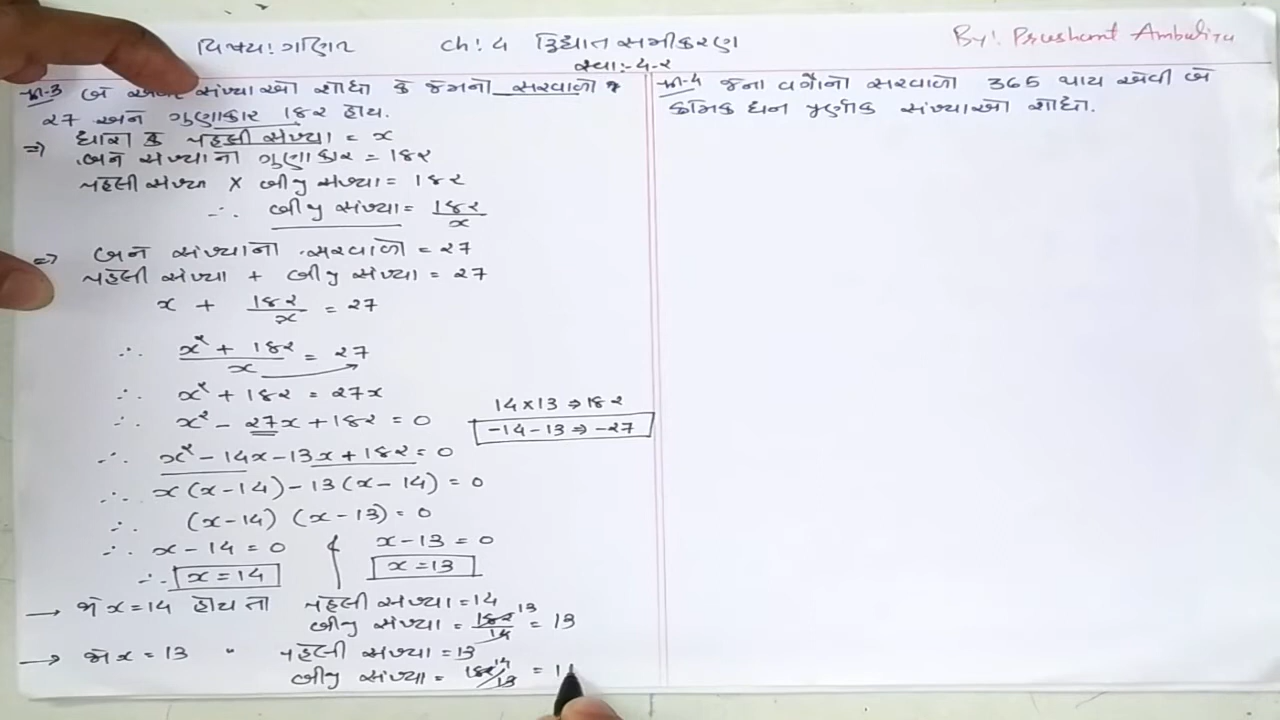 વિષય: ગણિત
ch: 4 દ્વિઘાત સમીકરણ
સ્વા:-4.2
By: Prashant Ambaliya
પ્ર-3 બે એવી સંખ્યાઓ શોધો કે જેમનો સરવાળો
27 અને ગુણાકાર 182 હોય.
⇒ ધારો કે પહેલી સંખ્યા = x
બંને સંખ્યાનો ગુણાકાર = 182
પહેલી સંખ્યા × બીજી સંખ્યા = 182
∴ બીજી સંખ્યા = 182/x
⇒ બંને સંખ્યાનો સરવાળો = 27
પહેલી સંખ્યા + બીજી સંખ્યા = 27
x + 182/x = 27
∴ x² + 182/x = 27
∴ x² + 182 = 27x
∴ x² - 27x + 182 = 0
14 × 13 ⇒ 182
-14 - 13 ⇒ -27
∴ x² - 14x - 13x + 182 = 0
∴ x(x-14) - 13(x-14) = 0
∴ (x-14) (x-13) = 0
∴ x - 14 = 0 x - 13 = 0
∴ x = 14 x = 13
→ જો x = 14 હોય તો પહેલી સંખ્યા = 14
બીજી સંખ્યા = 182/14 13 = 13
→ જો x = 13 " પહેલી સંખ્યા = 13
બીજી સંખ્યા = 182/13 14 = 1
પ્ર-4 જેના વર્ગોનો સરવાળો 365 થાય એવી બે
ક્રમિક ધન પૂર્ણાંક સંખ્યાઓ શોધો.